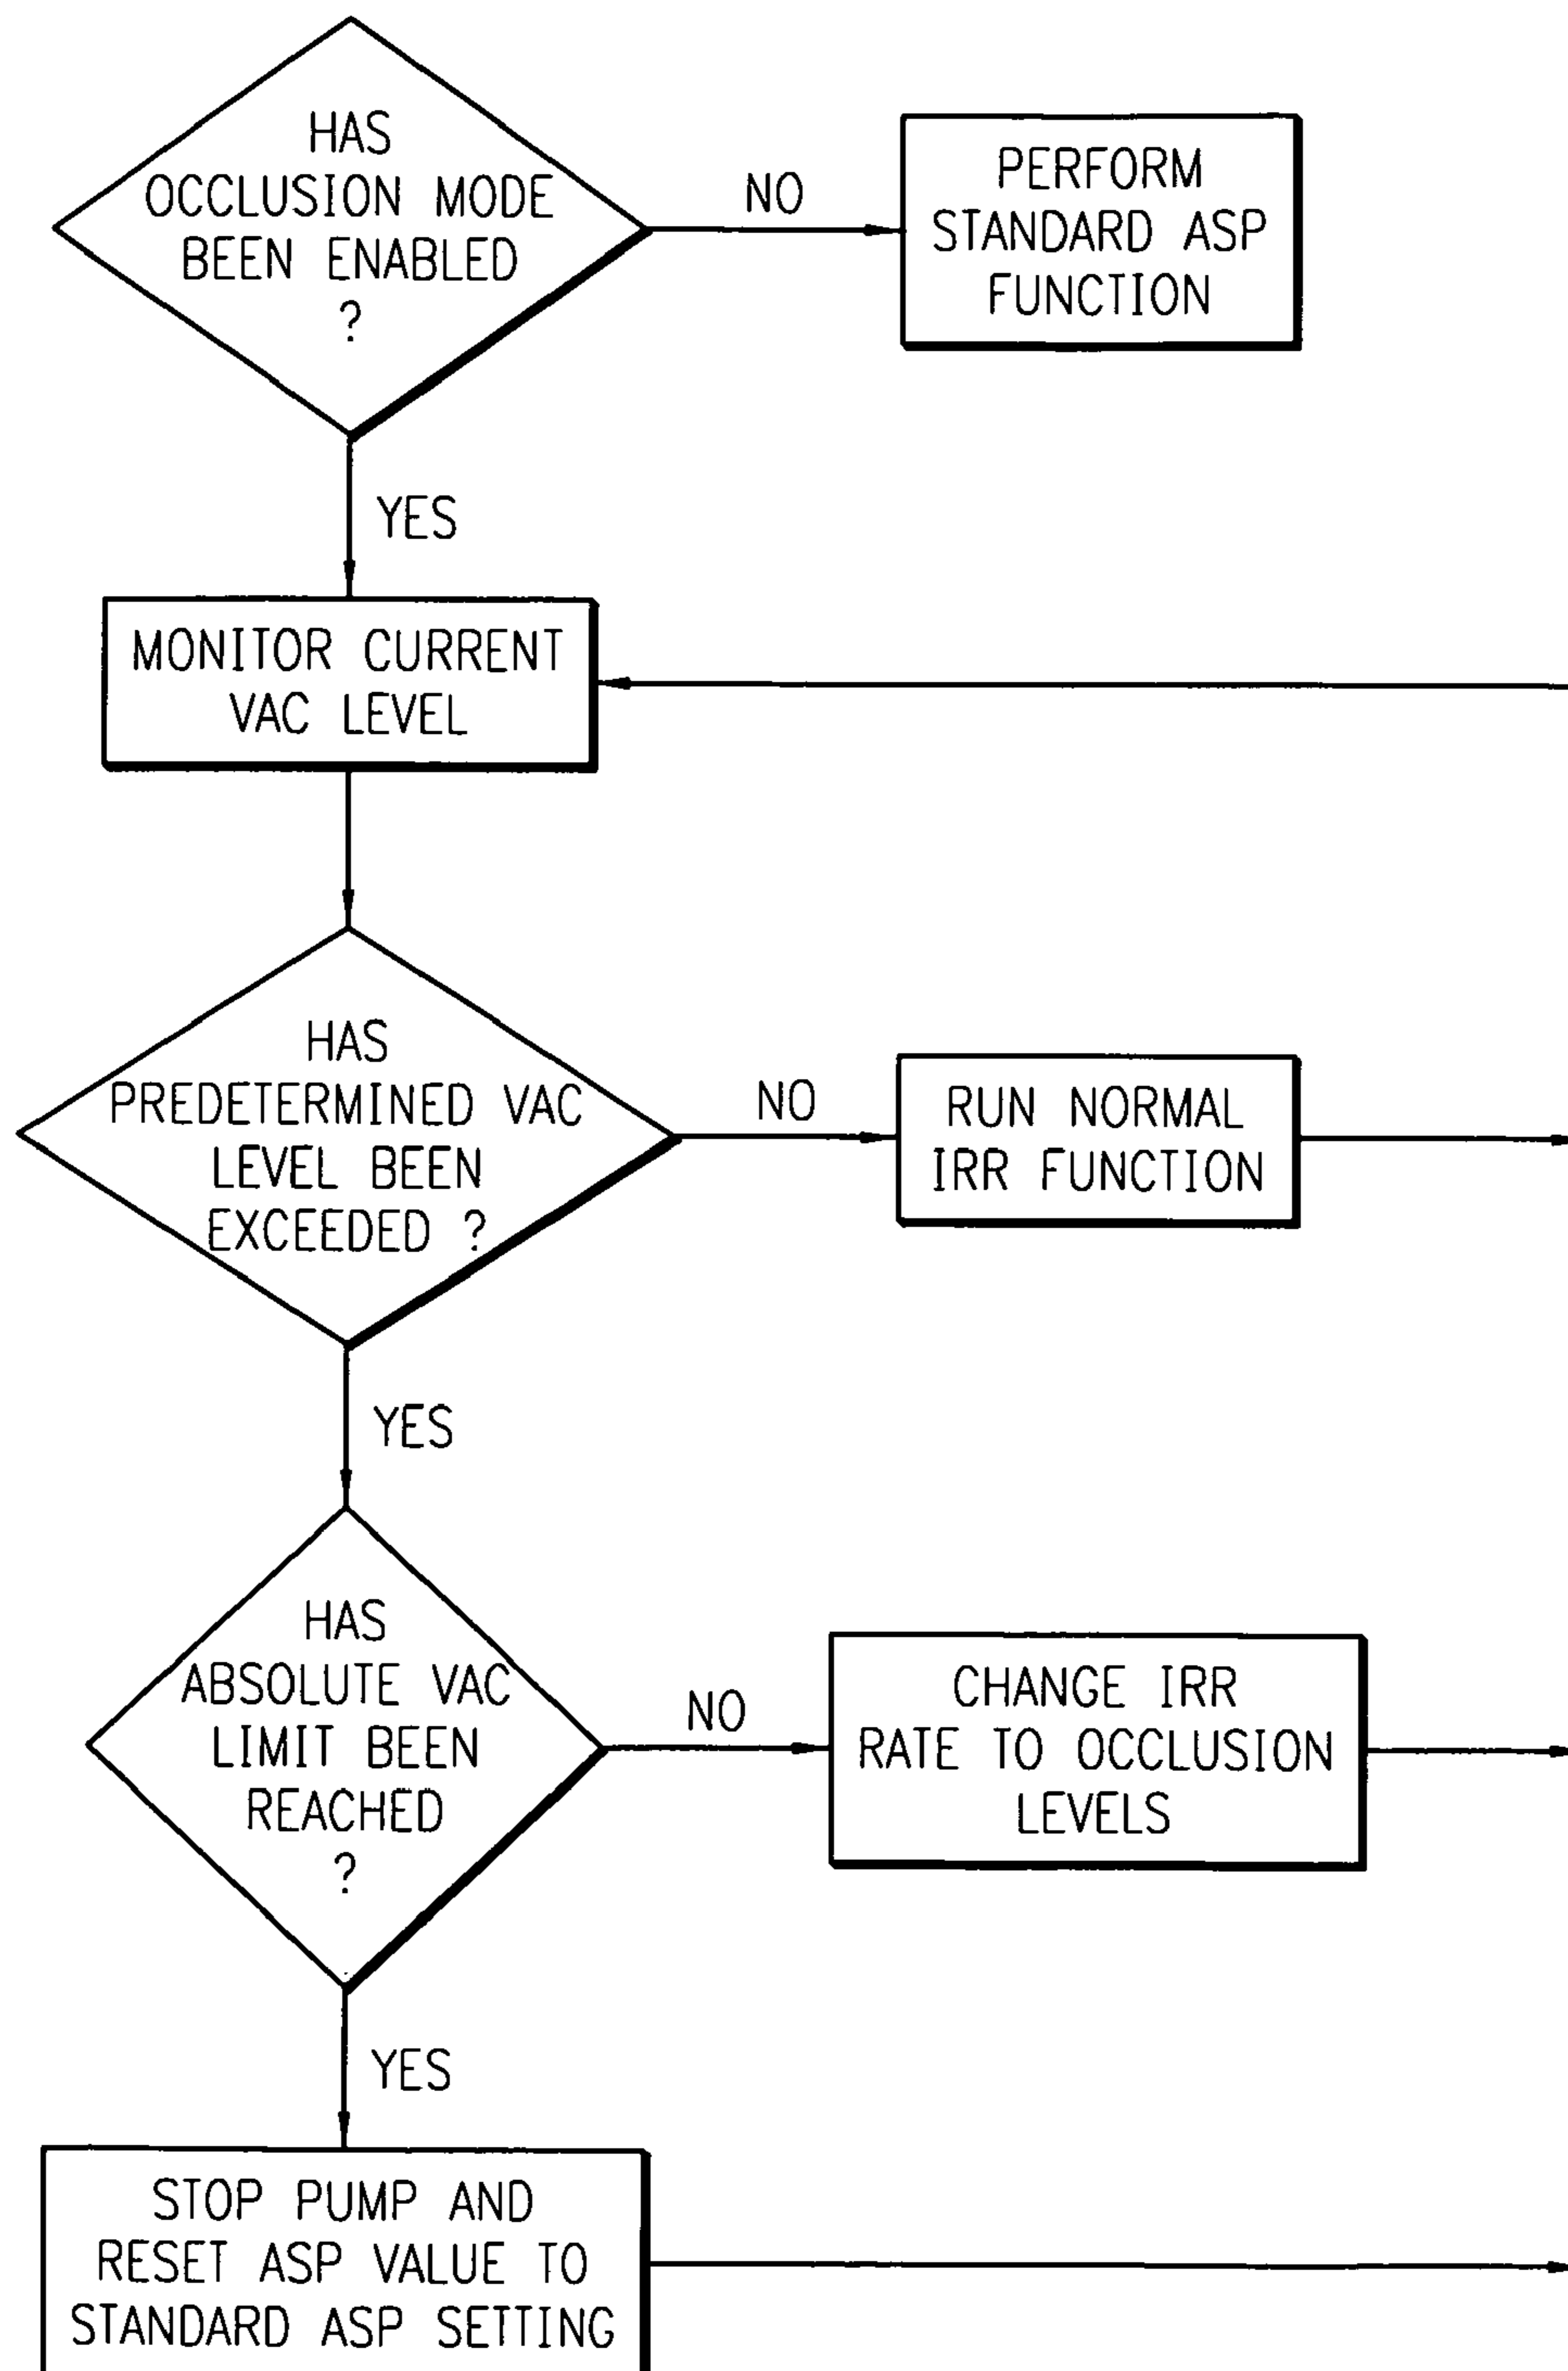 HAS
OCCLUSION MODE
BEEN ENABLED
?
NO
PERFORM
STANDARD ASP
FUNCTION
YES
MONITOR CURRENT
VAC LEVEL
HAS
PREDETERMINED VAC
LEVEL BEEN
EXCEEDED ?
NO
RUN NORMAL
IRR FUNCTION
YES
HAS
ABSOLUTE VAC
LIMIT BEEN
REACHED
?
NO
CHANGE IRR
RATE TO OCCLUSION
LEVELS
YES
STOP PUMP AND
RESET ASP VALUE TO
STANDARD ASP SETTING